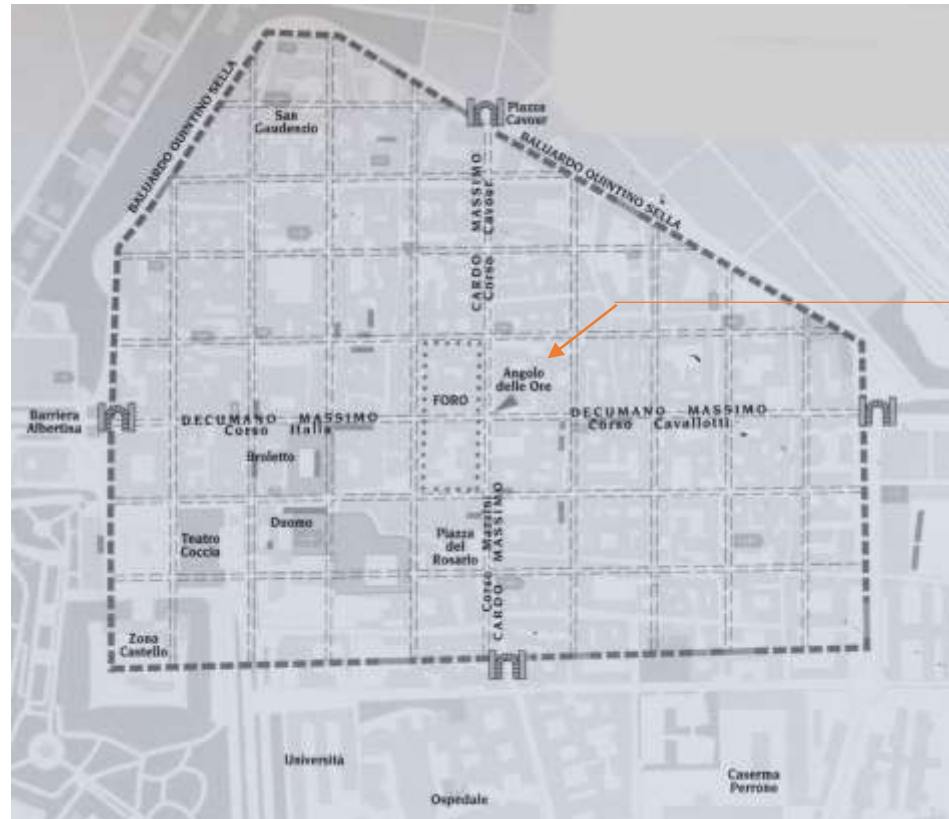 BALUARDO QUINTINO SELLA
San
Gaudenzio
Piazza
Cavour
BALUARDO QUINTINO SELLA
CARDO MASSIMO
Corso Cavour
Angolo
delle Ore
FORO
Barriera
Albertina
DECUMANO MASSIMO
Corso Italia
DECUMANO MASSIMO
Corso Cavallotti
Broletto
Duomo
Teatro
Coccia
Piazza
del
Rosario
Corso Mazzini
CARDO MASSIMO
Zona
Castello
Università
Ospedale
Caserma
Perrone